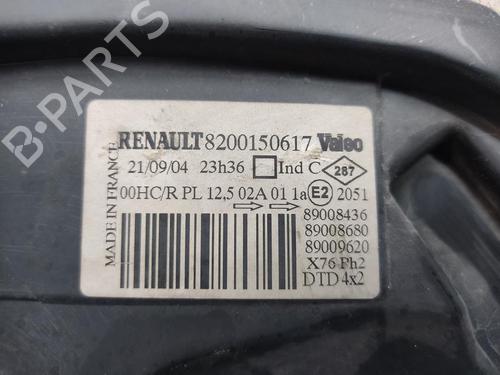 RENAULT 8200150617 Valeo
21/09/04 23h36 Ind C 287
00HC/R PL 12,5 02A 01 1a E2 2051
MADE IN FRANCE
89008436
89008680
89009620
X76 Ph2
DTD 4x2
B-PARTS